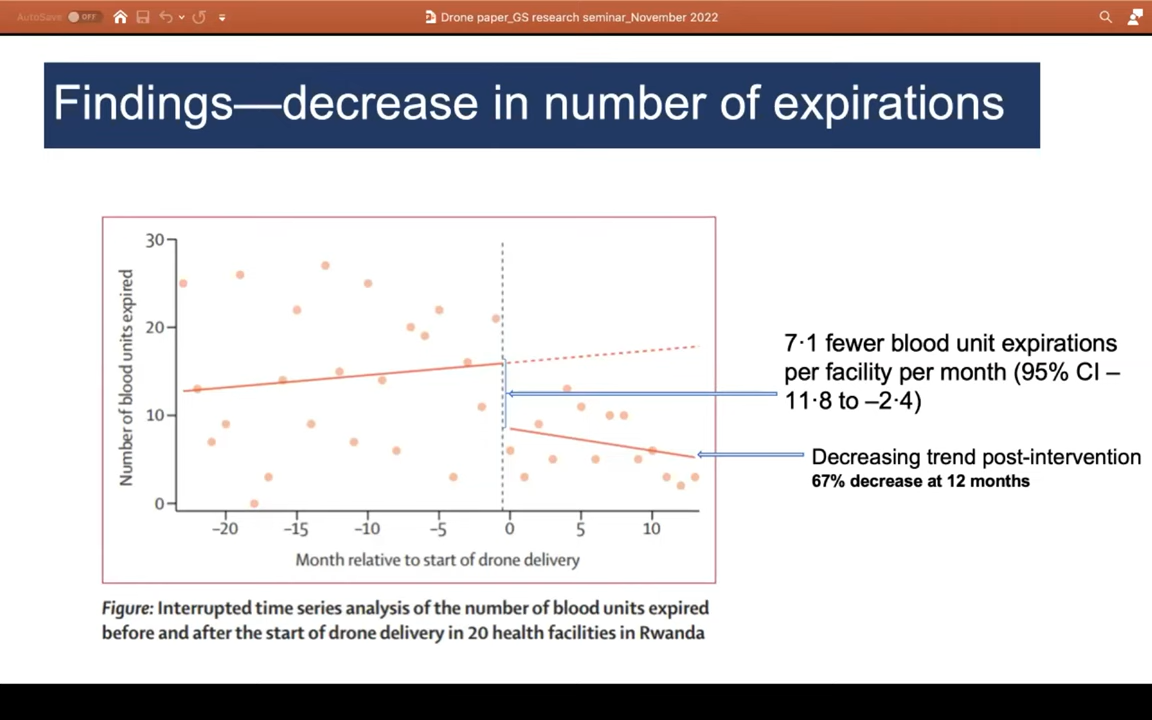 AutoSave OFF
Drone paper_GS research seminar_November 2022
Findings—decrease in number of expirations
30
20
10
0
Number of blood units expired
–20 –15 –10 –5 0 5 10
Month relative to start of drone delivery
7·1 fewer blood unit expirations
per facility per month (95% CI –
11·8 to –2·4)
Decreasing trend post-intervention
67% decrease at 12 months
Figure: Interrupted time series analysis of the number of blood units expired
before and after the start of drone delivery in 20 health facilities in Rwanda